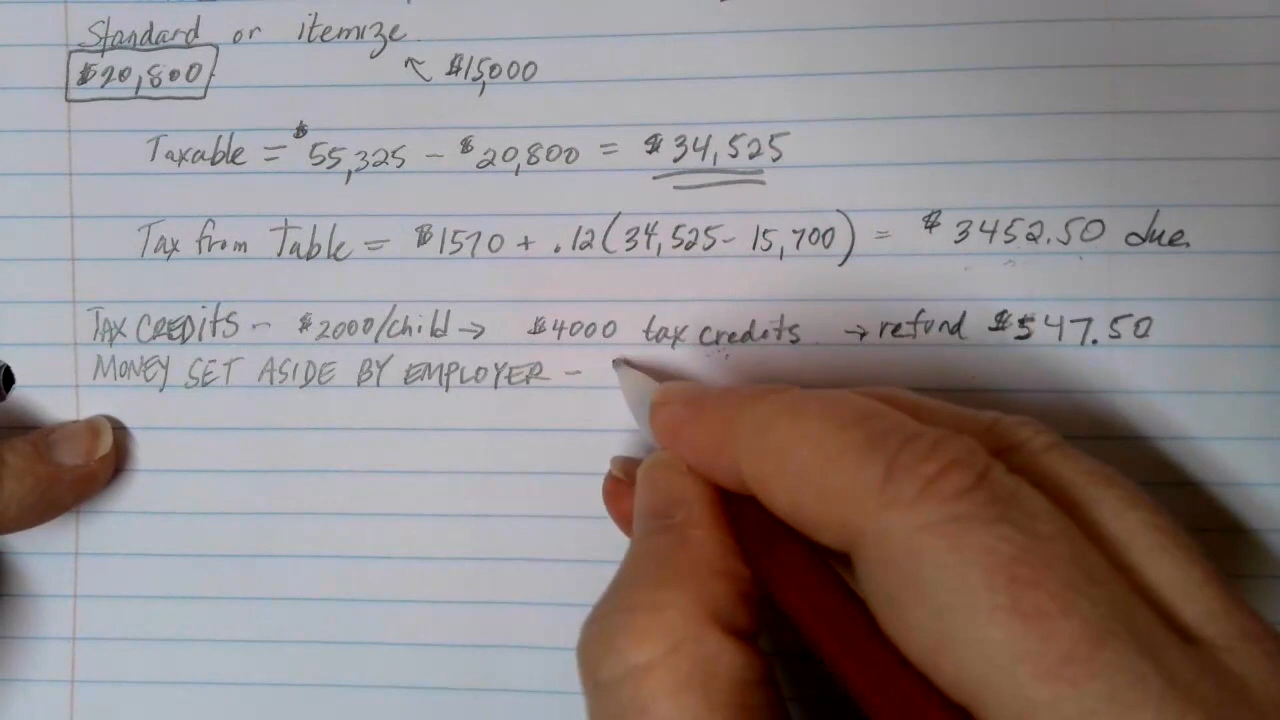 Standard or itemize
$20,800 ↖ $15,000
Taxable = $55,325 - $20,800 = $34,525
Tax from Table = $1570 + .12(34,525 - 15,700) = $3452.50 due.
TAX CREDITS - $2000/child → $4000 tax credits → refund $547.50
MONEY SET ASIDE BY EMPLOYER -